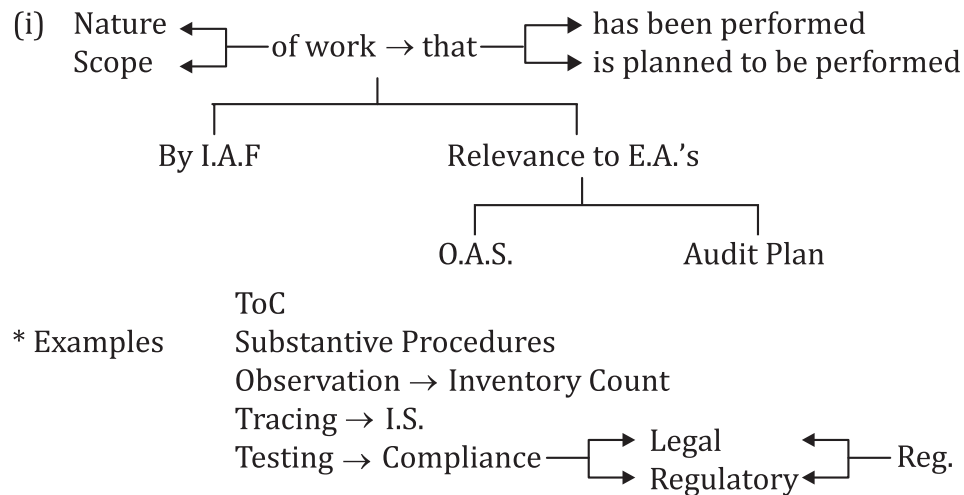 (i) Nature
Scope
of work → that
has been performed
is planned to be performed
By I.A.F
Relevance to E.A.'s
O.A.S.
Audit Plan
* Examples
ToC
Substantive Procedures
Observation → Inventory Count
Tracing → I.S.
Testing → Compliance
Legal
Regulatory
Reg.